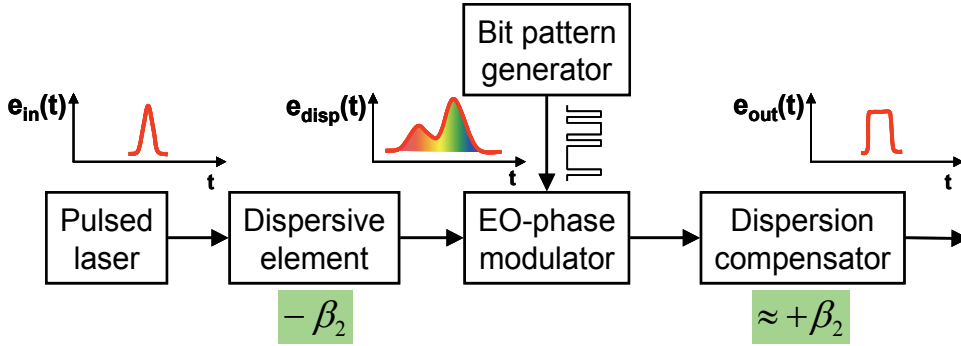 Bit pattern
generator
e_in(t)
t
e_disp(t)
t
e_out(t)
t
Pulsed
laser
Dispersive
element
EO-phase
modulator
Dispersion
compensator
− β₂
≈ +β₂